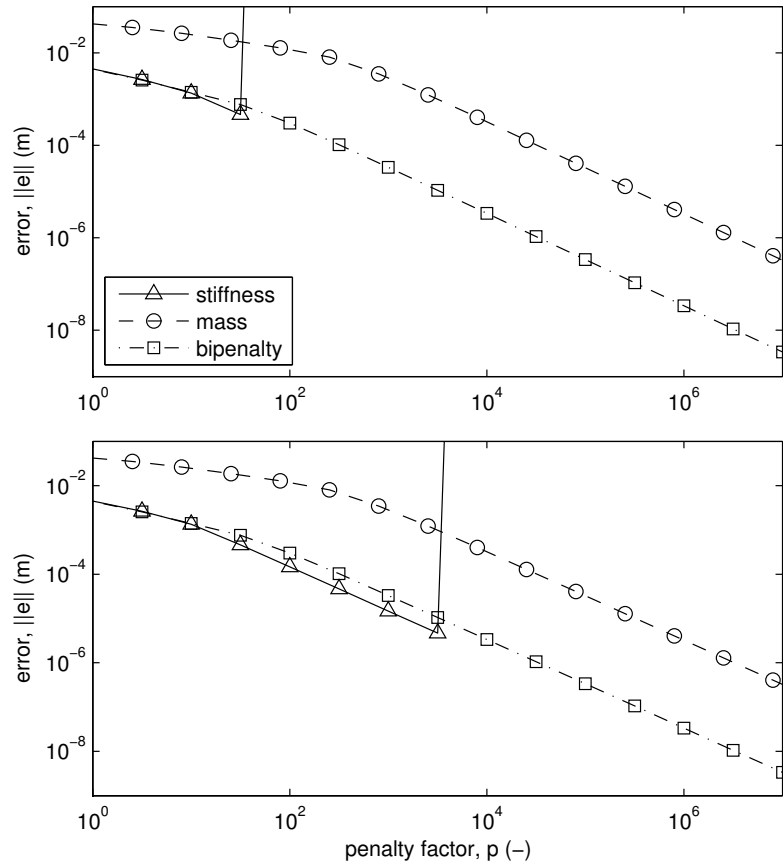 10^-2
10^-4
10^-6
10^-8
error, ||e|| (m)
stiffness
mass
bipenalty
10^0 10^2 10^4 10^6
10^-2
10^-4
10^-6
10^-8
error, ||e|| (m)
10^0 10^2 10^4 10^6
penalty factor, p (−)